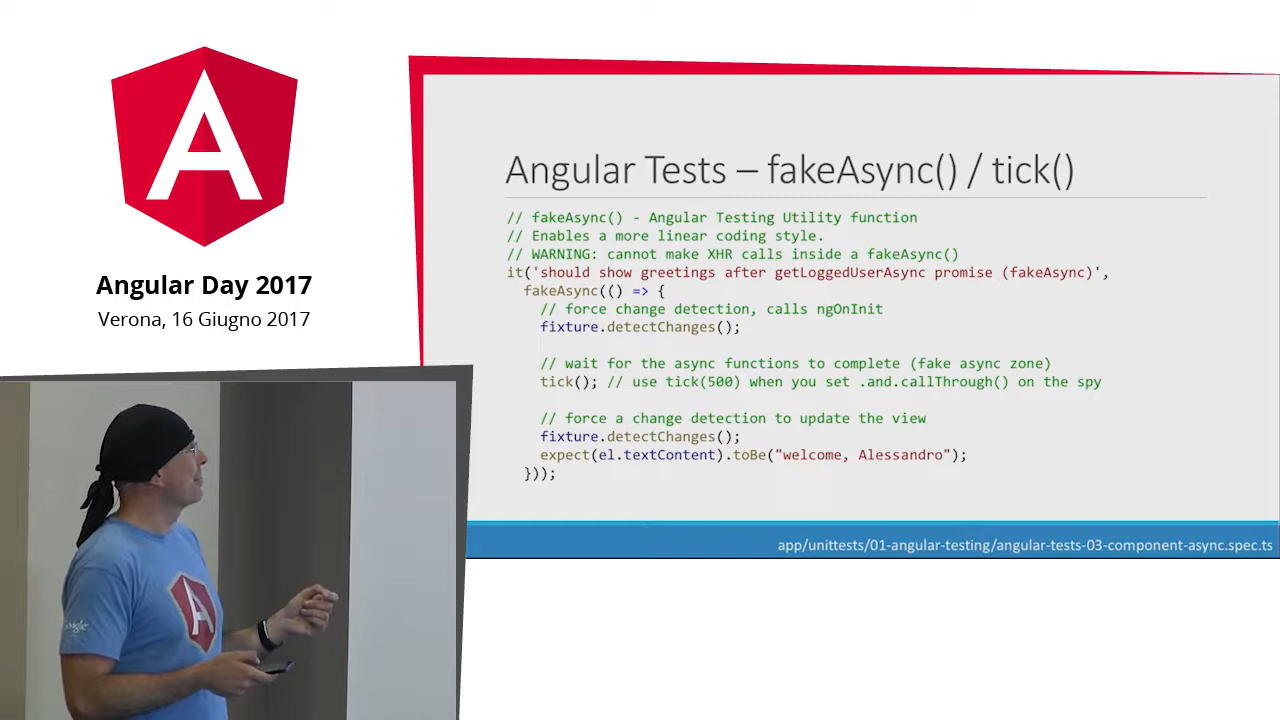 Angular Day 2017
Verona, 16 Giugno 2017
Angular Tests – fakeAsync() / tick()
// fakeAsync() - Angular Testing Utility function
// Enables a more linear coding style.
// WARNING: cannot make XHR calls inside a fakeAsync()
it('should show greetings after getLoggedUserAsync promise (fakeAsync)',
fakeAsync(() => {
// force change detection, calls ngOnInit
fixture.detectChanges();
// wait for the async functions to complete (fake async zone)
tick(); // use tick(500) when you set .and.callThrough() on the spy
// force a change detection to update the view
fixture.detectChanges();
expect(el.textContent).toBe("welcome, Alessandro");
}));
app/unittests/01-angular-testing/angular-tests-03-component-async.spec.ts
A
Google